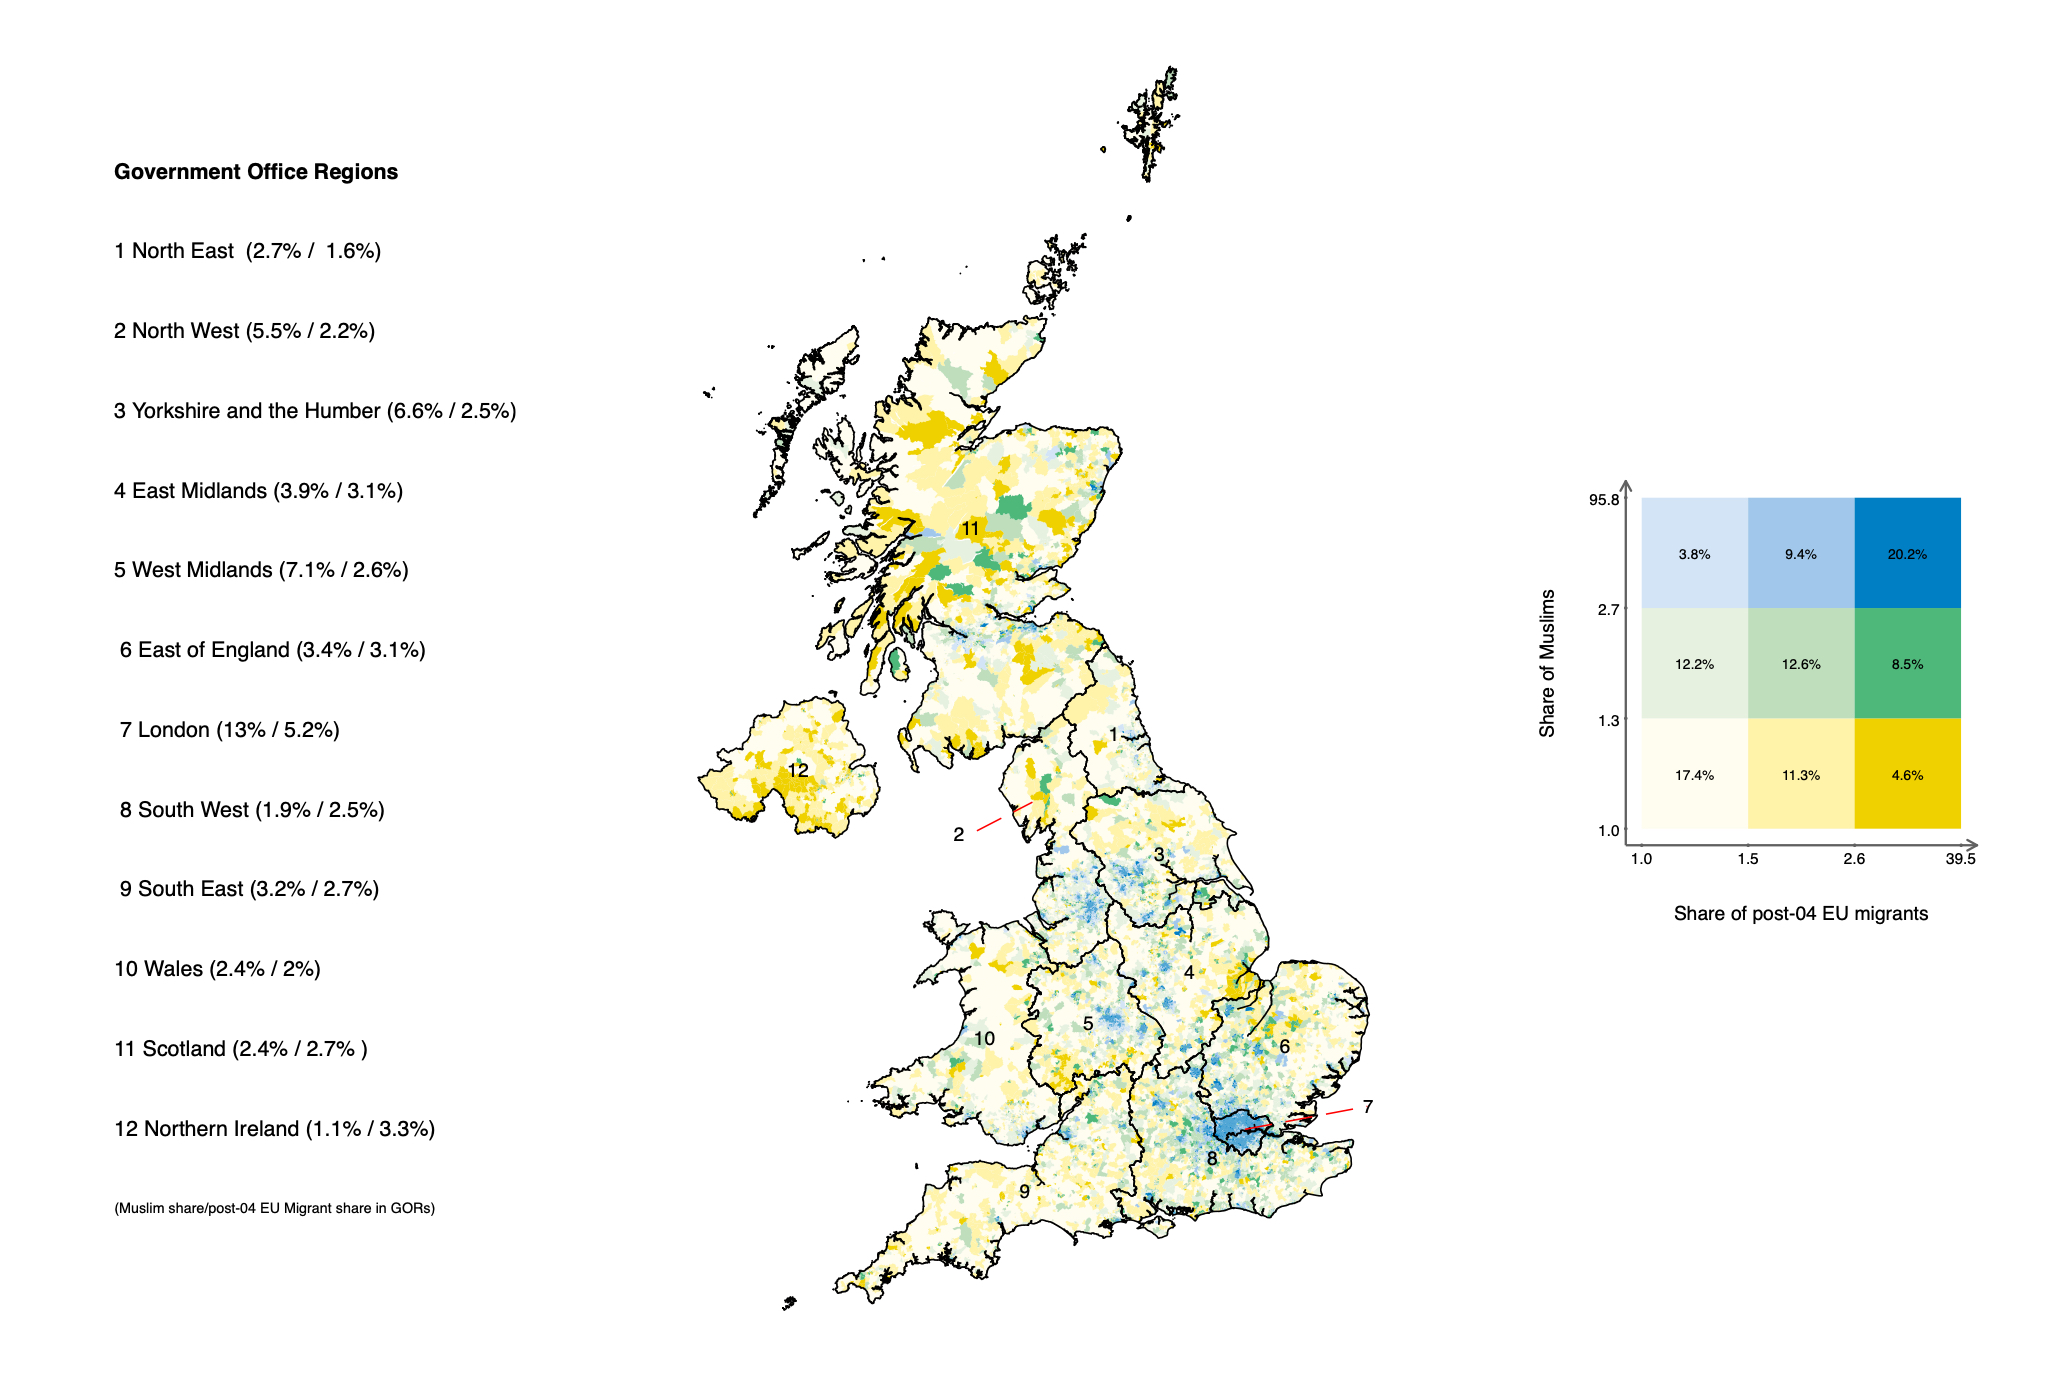 Government Office Regions
1 North East  (2.7% /  1.6%)
2 North West (5.5% / 2.2%)
3 Yorkshire and the Humber (6.6% / 2.5%)
4 East Midlands (3.9% / 3.1%)
5 West Midlands (7.1% / 2.6%)
6 East of England (3.4% / 3.1%)
7 London (13% / 5.2%)
8 South West (1.9% / 2.5%)
9 South East (3.2% / 2.7%)
10 Wales (2.4% / 2%)
11 Scotland (2.4% / 2.7% )
12 Northern Ireland (1.1% / 3.3%)
(Muslim share/post-04 EU Migrant share in GORs)
11
1
12
2
3
4
5
10
6
7
8
9
Share of Muslims
95.8
2.7
1.3
1.0
3.8% 9.4% 20.2%
12.2% 12.6% 8.5%
17.4% 11.3% 4.6%
1.0 1.5 2.6 39.5
Share of post-04 EU migrants